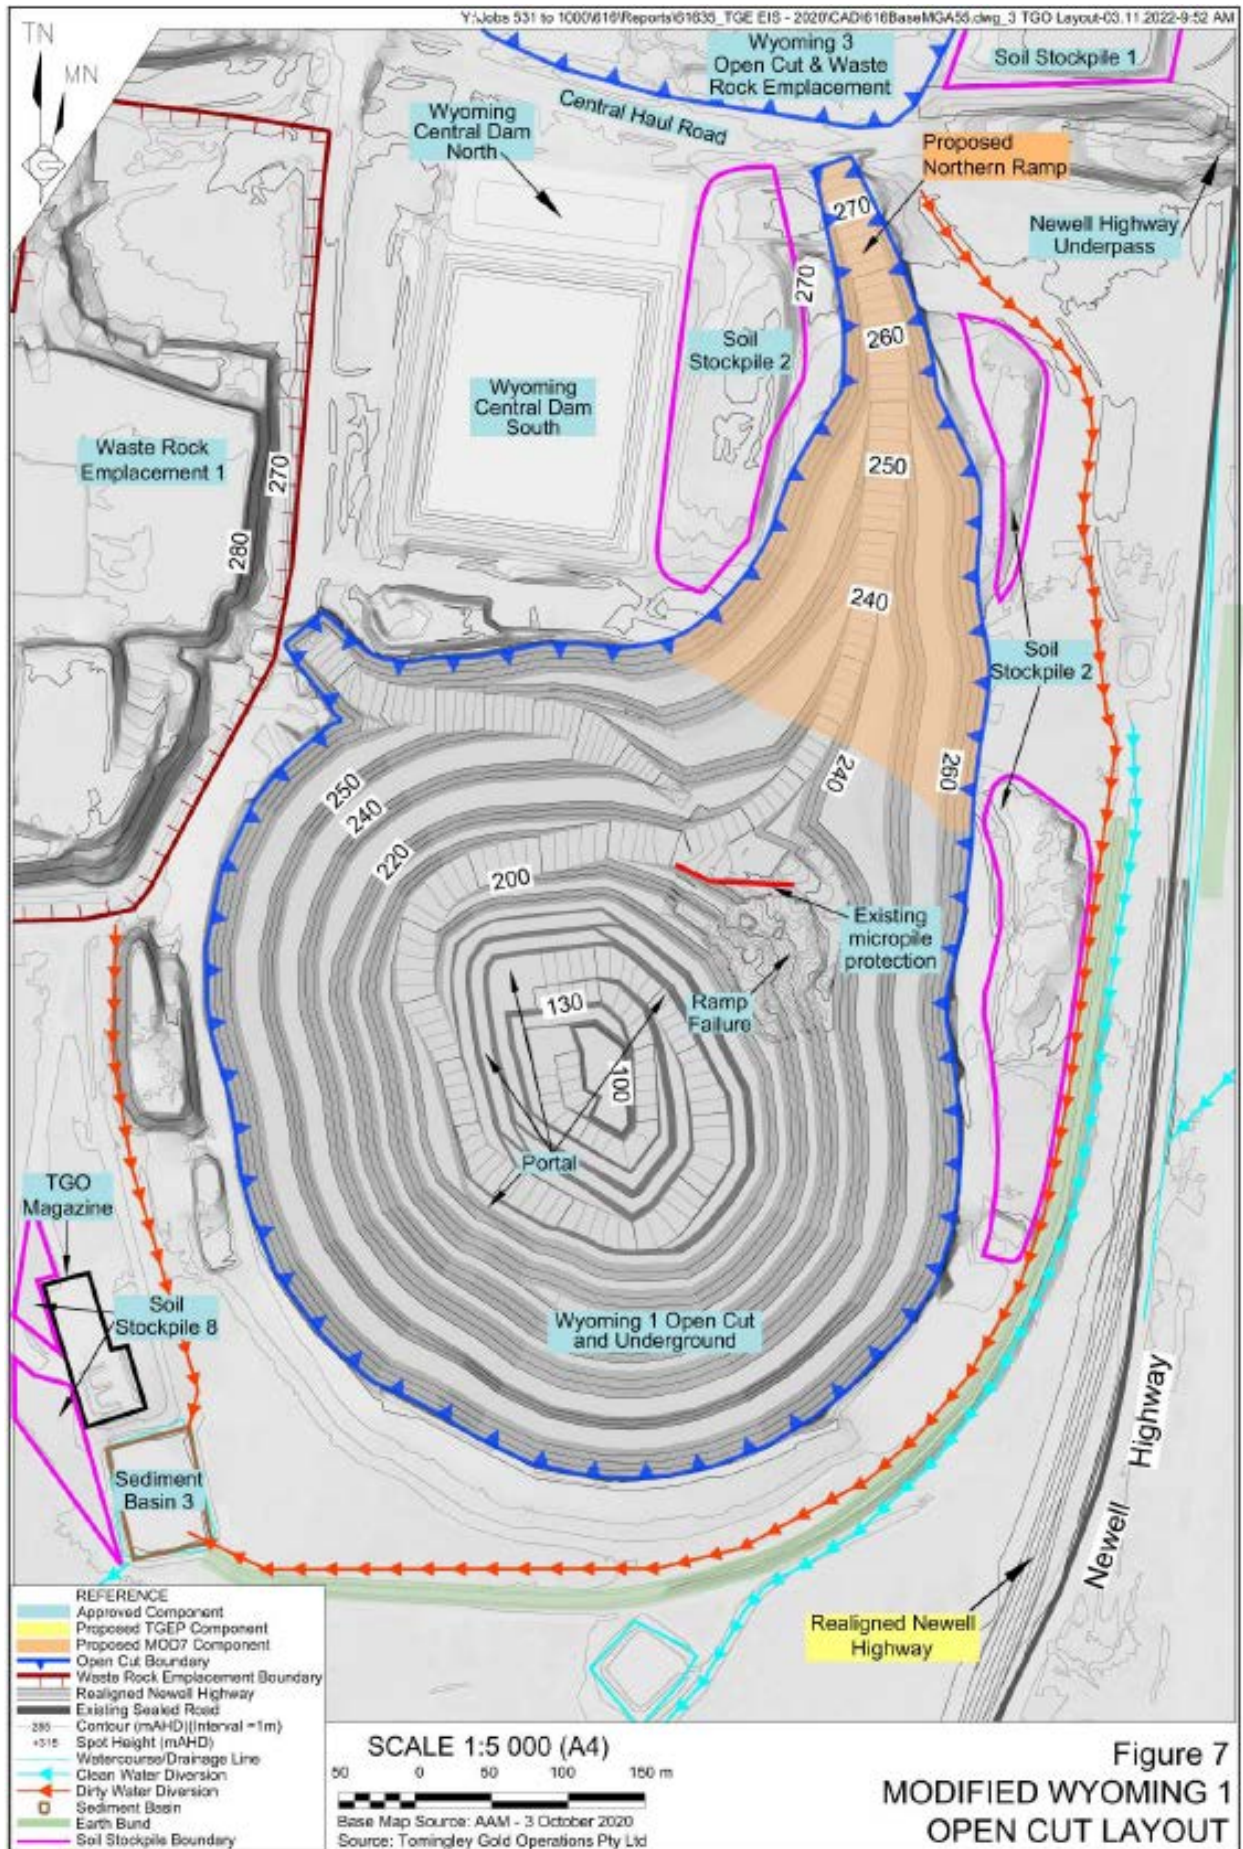 Y:\Jobs 531 to 1000\616\Reports\61635_TGE EIS - 2020\CAD\616BaseMGA55.dwg_3 TGO Layout-03.11.2022-9:52 AM
TN
MN
Wyoming 3
Open Cut & Waste
Rock Emplacement
Soil Stockpile 1
Wyoming
Central Dam
North
Central Haul Road
Proposed
Northern Ramp
270
Newell Highway
Underpass
270
260
Soil
Stockpile 2
Wyoming
Central Dam
South
Waste Rock
Emplacement 1
270
250
280
240
Soil
Stockpile 2
240
260
250
240
220
200
Existing
micropile
protection
Ramp
Failure
130
100
Portal
TGO
Magazine
Soil
Stockpile 8
Wyoming 1 Open Cut
and Underground
Sediment
Basin 3
Newell Highway
Realigned Newell
Highway
REFERENCE
Approved Component
Proposed TGEP Component
Proposed MOD7 Component
Open Cut Boundary
Waste Rock Emplacement Boundary
Realigned Newell Highway
Existing Sealed Road
Contour (mAHD)(Interval =1m)
Spot Height (mAHD)
Watercourse/Drainage Line
Clean Water Diversion
Dirty Water Diversion
Sediment Basin
Earth Bund
Soil Stockpile Boundary
SCALE 1:5 000 (A4)
50 0 50 100 150 m
Base Map Source: AAM - 3 October 2020
Source: Tomingley Gold Operations Pty Ltd
Figure 7
MODIFIED WYOMING 1
OPEN CUT LAYOUT